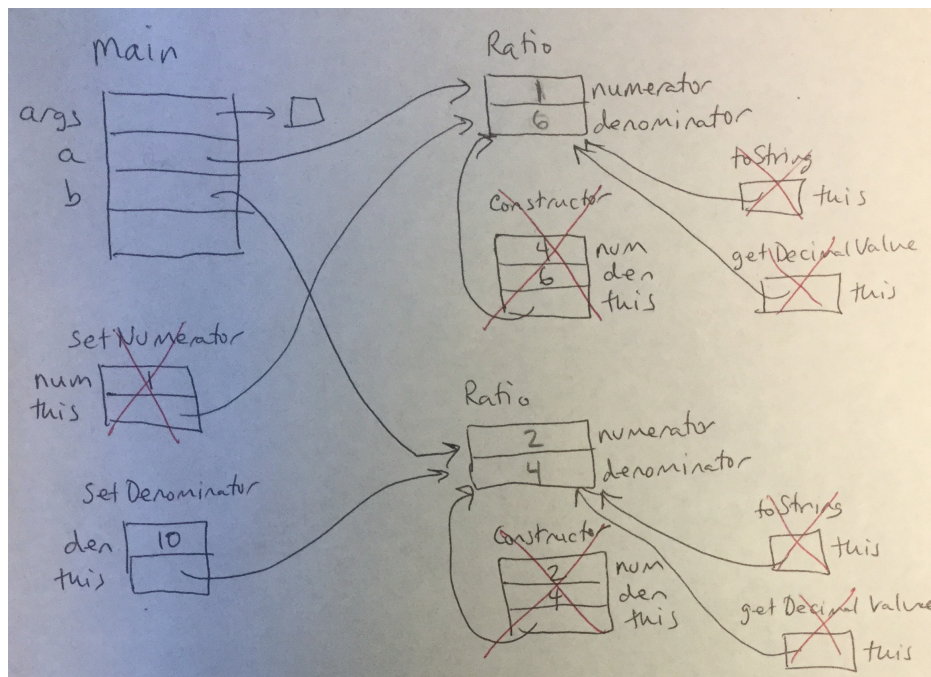 Main
args
a
b
Ratio
1 numerator
6 denominator
toString
this
Constructor
4 num
6 den
this
getDecimalValue
this
setNumerator
num 1
this
Ratio
2 numerator
4 denominator
SetDenominator
den 10
this
Constructor
2 num
4 den
this
toString
this
getDecimalValue
this